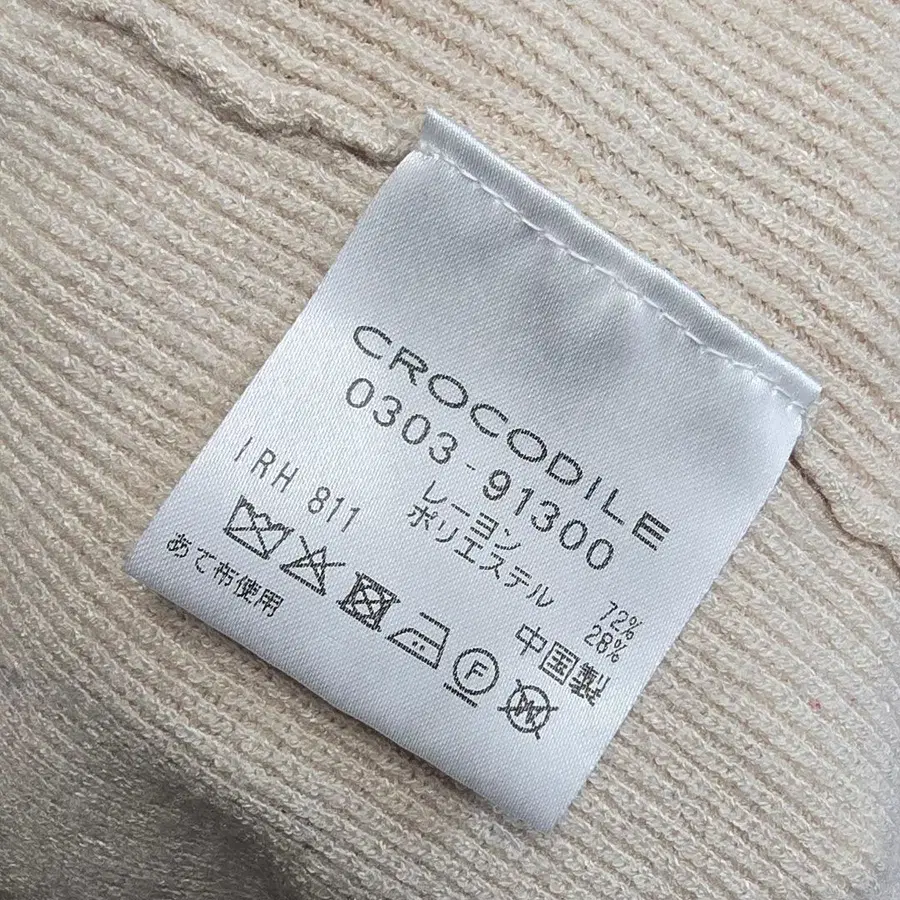 CROCODILE
0303-91300
レーヨン 72%
ポリエステル 28%
IRH 811
中国製
F
W
あて布使用